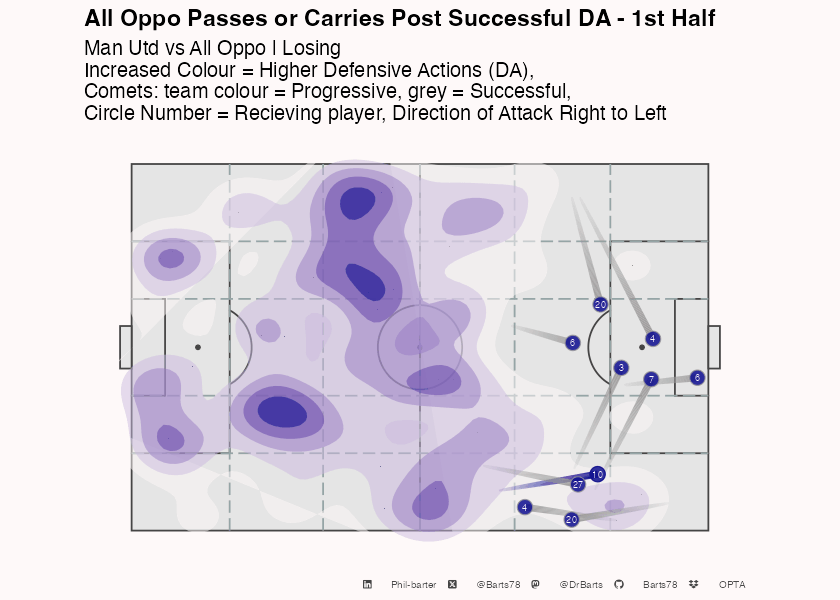 All Oppo Passes or Carries Post Successful DA - 1st Half
Man Utd vs All Oppo | Losing
Increased Colour = Higher Defensive Actions (DA),
Comets: team colour = Progressive, grey = Successful,
Circle Number = Recieving player, Direction of Attack Right to Left
20
6
4
3
7
6
10
27
4
20
Phil-barter @Barts78 @DrBarts Barts78 OPTA